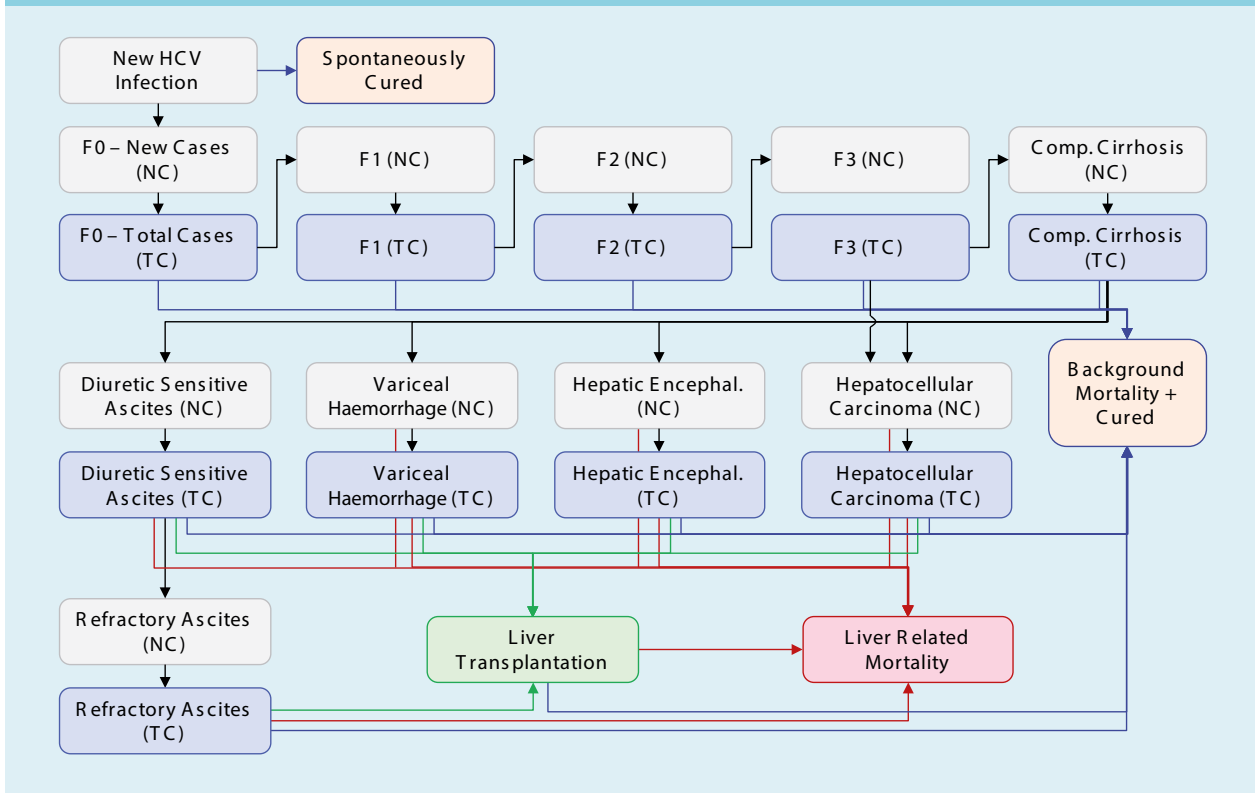 New HCV
Infection
Spontaneously
Cured
F0 – New Cases
(NC)
F1 (NC)
F2 (NC)
F3 (NC)
Comp. Cirrhosis
(NC)
F0 – Total Cases
(TC)
F1 (TC)
F2 (TC)
F3 (TC)
Comp. Cirrhosis
(TC)
Background
Mortality +
Cured
Diuretic Sensitive
Ascites (NC)
Variceal
Haemorrhage (NC)
Hepatic Encephal.
(NC)
Hepatocellular
Carcinoma (NC)
Diuretic Sensitive
Ascites (TC)
Variceal
Haemorrhage (TC)
Hepatic Encephal.
(TC)
Hepatocellular
Carcinoma (TC)
Refractory Ascites
(NC)
Liver
Transplantation
Liver Related
Mortality
Refractory Ascites
(TC)